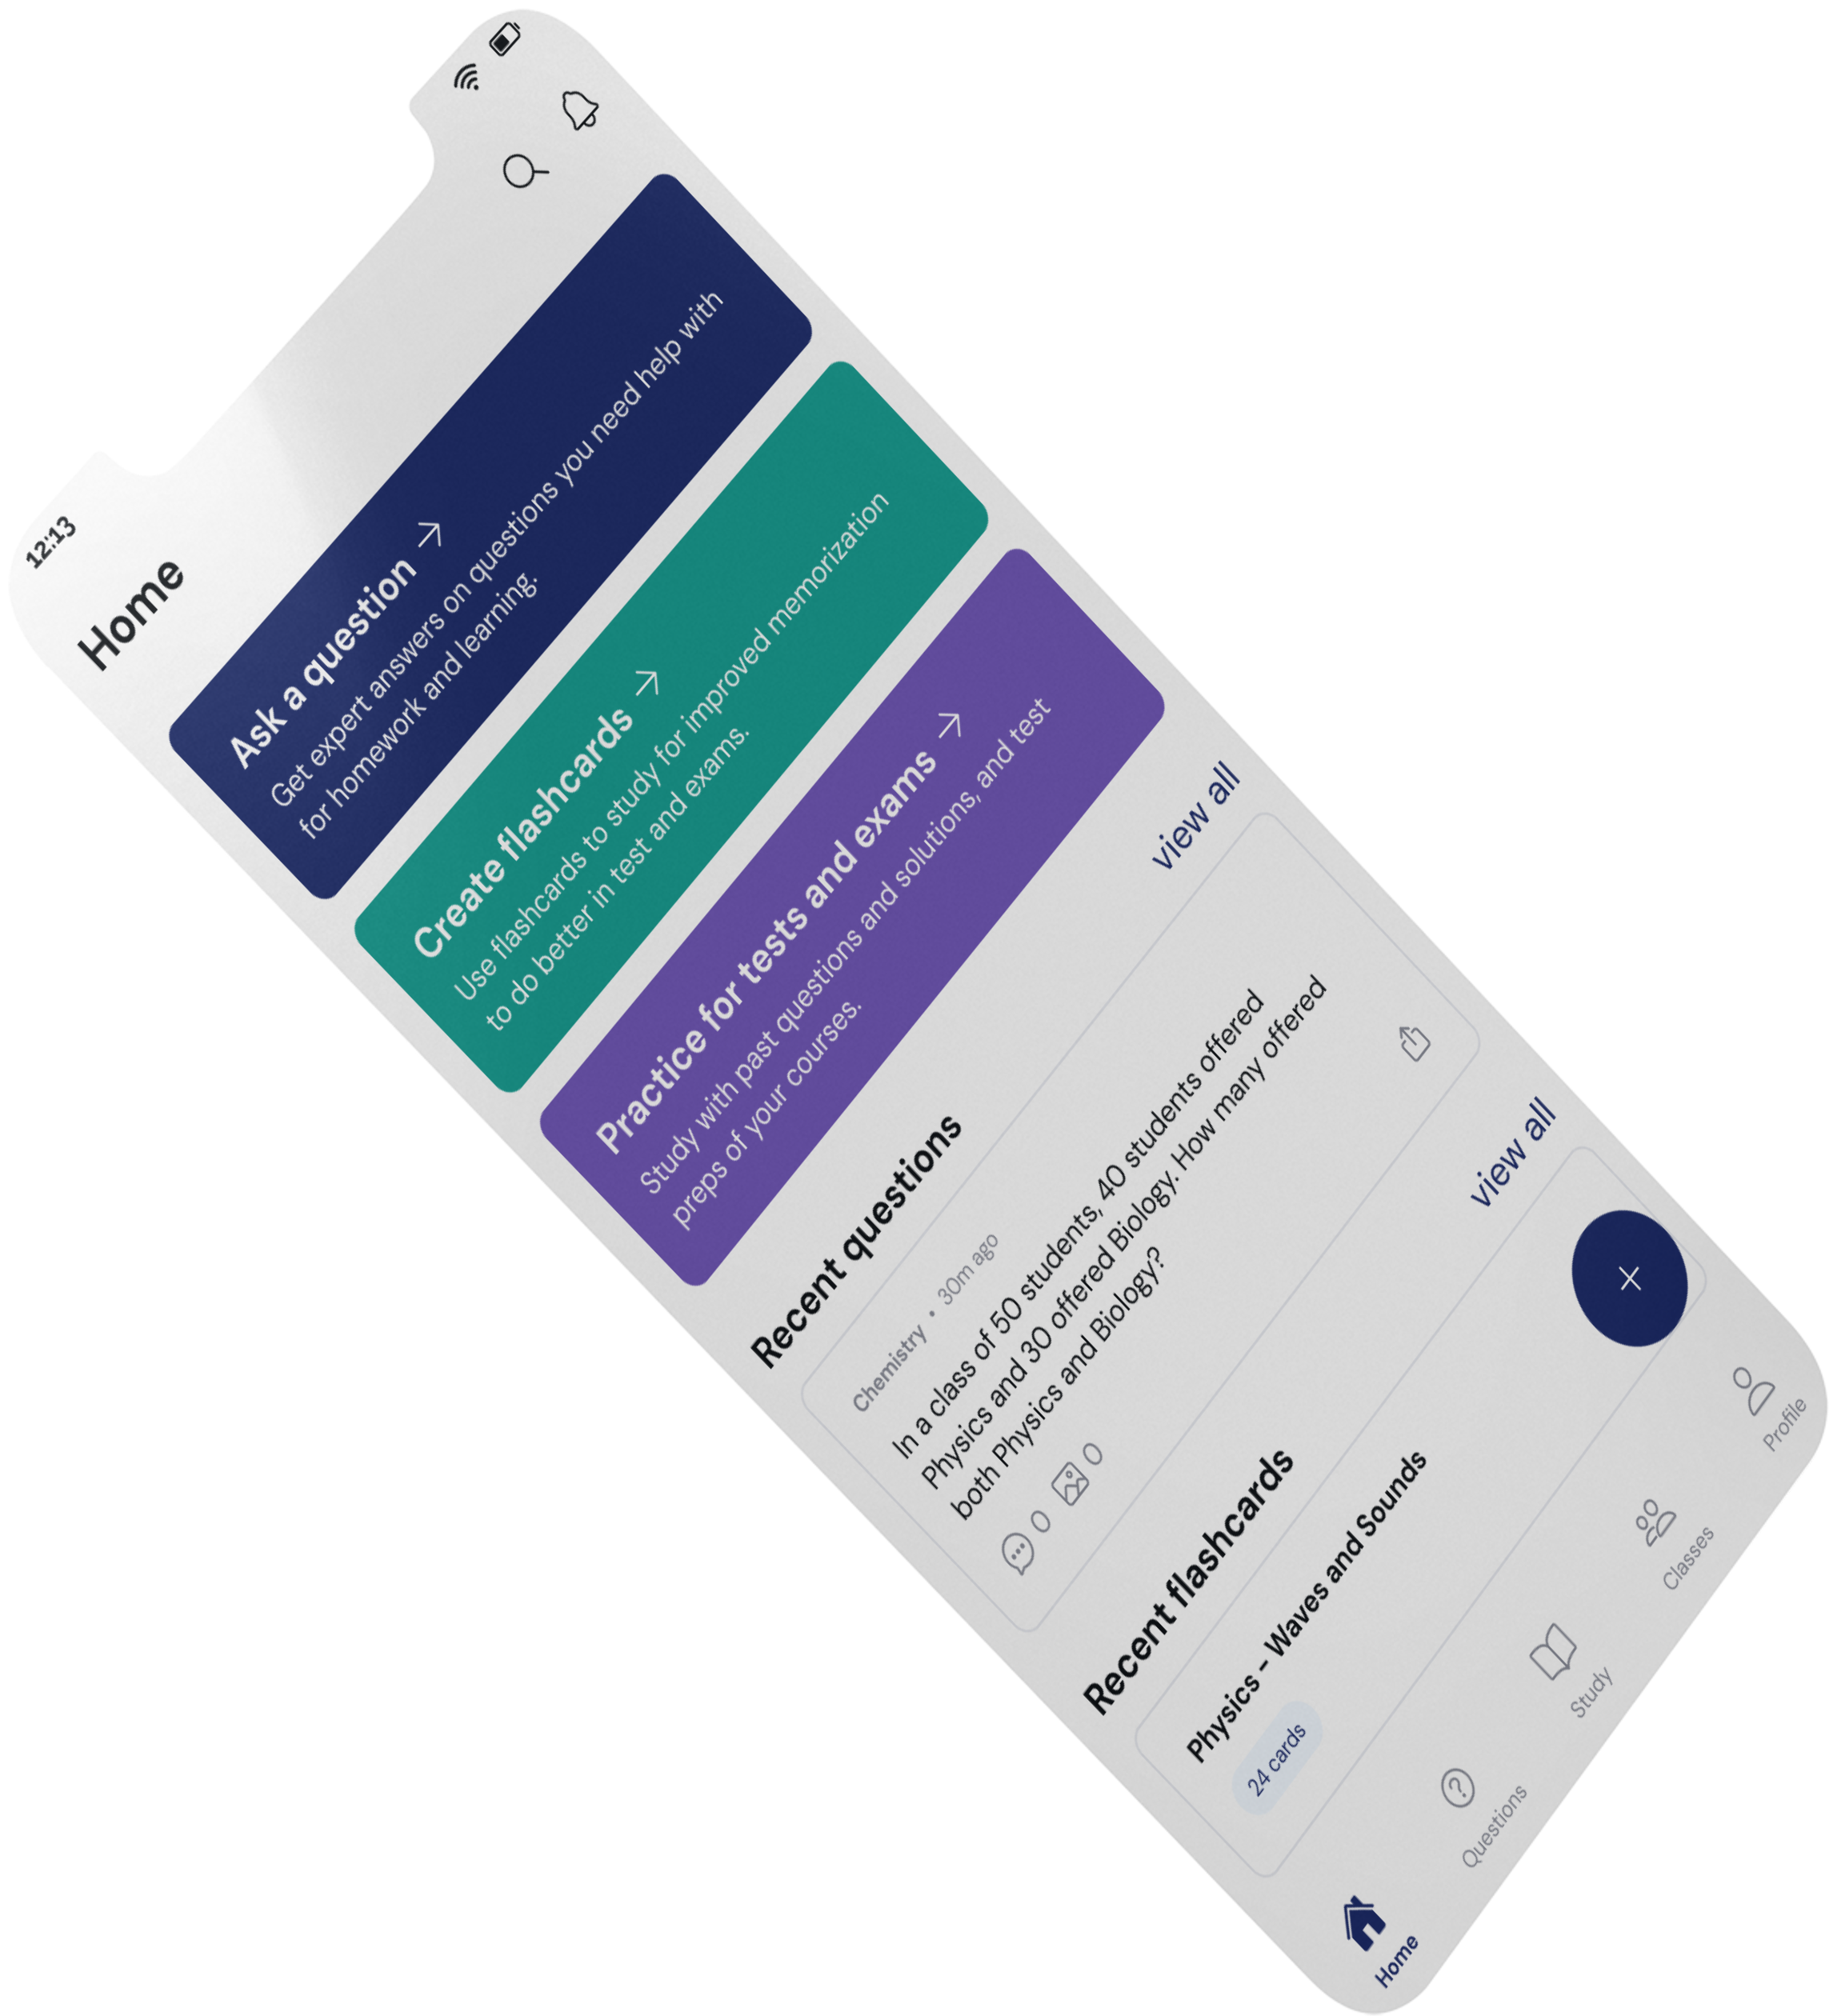 12:13
Home
Ask a question
Get expert answers on questions you need help with
for homework and learning.
Create flashcards
Use flashcards to study for improved memorization
to do better in test and exams.
Practice for tests and exams
Study with past questions and solutions, and test
preps of your courses.
Recent questions view all
Chemistry • 30m ago
In a class of 50 students, 40 students offered
Physics and 30 offered Biology. How many offered
both Physics and Biology?
0 0
Recent flashcards view all
Physics – Waves and Sounds
24 cards
Home Questions Study Classes Profile